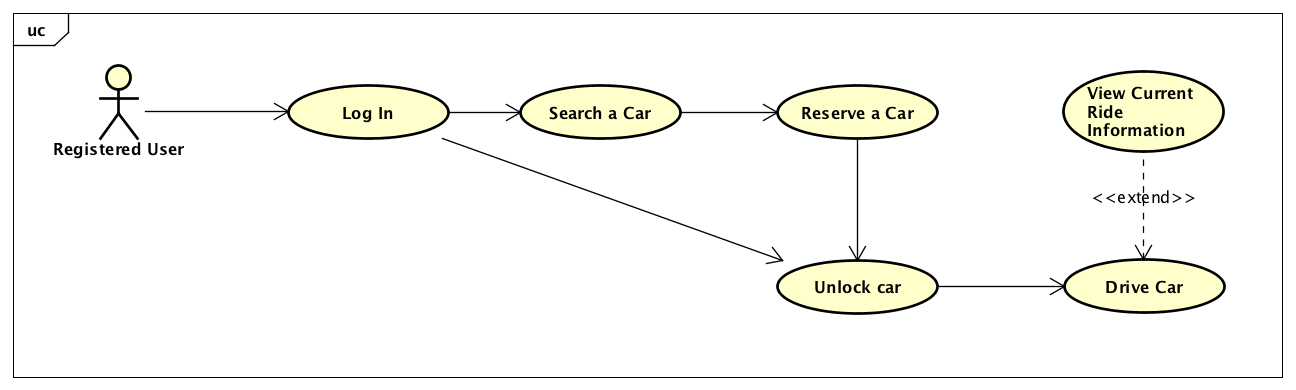 uc
Registered User
Log In
Search a Car
Reserve a Car
View Current
Ride
Information
<<extend>>
Unlock car
Drive Car